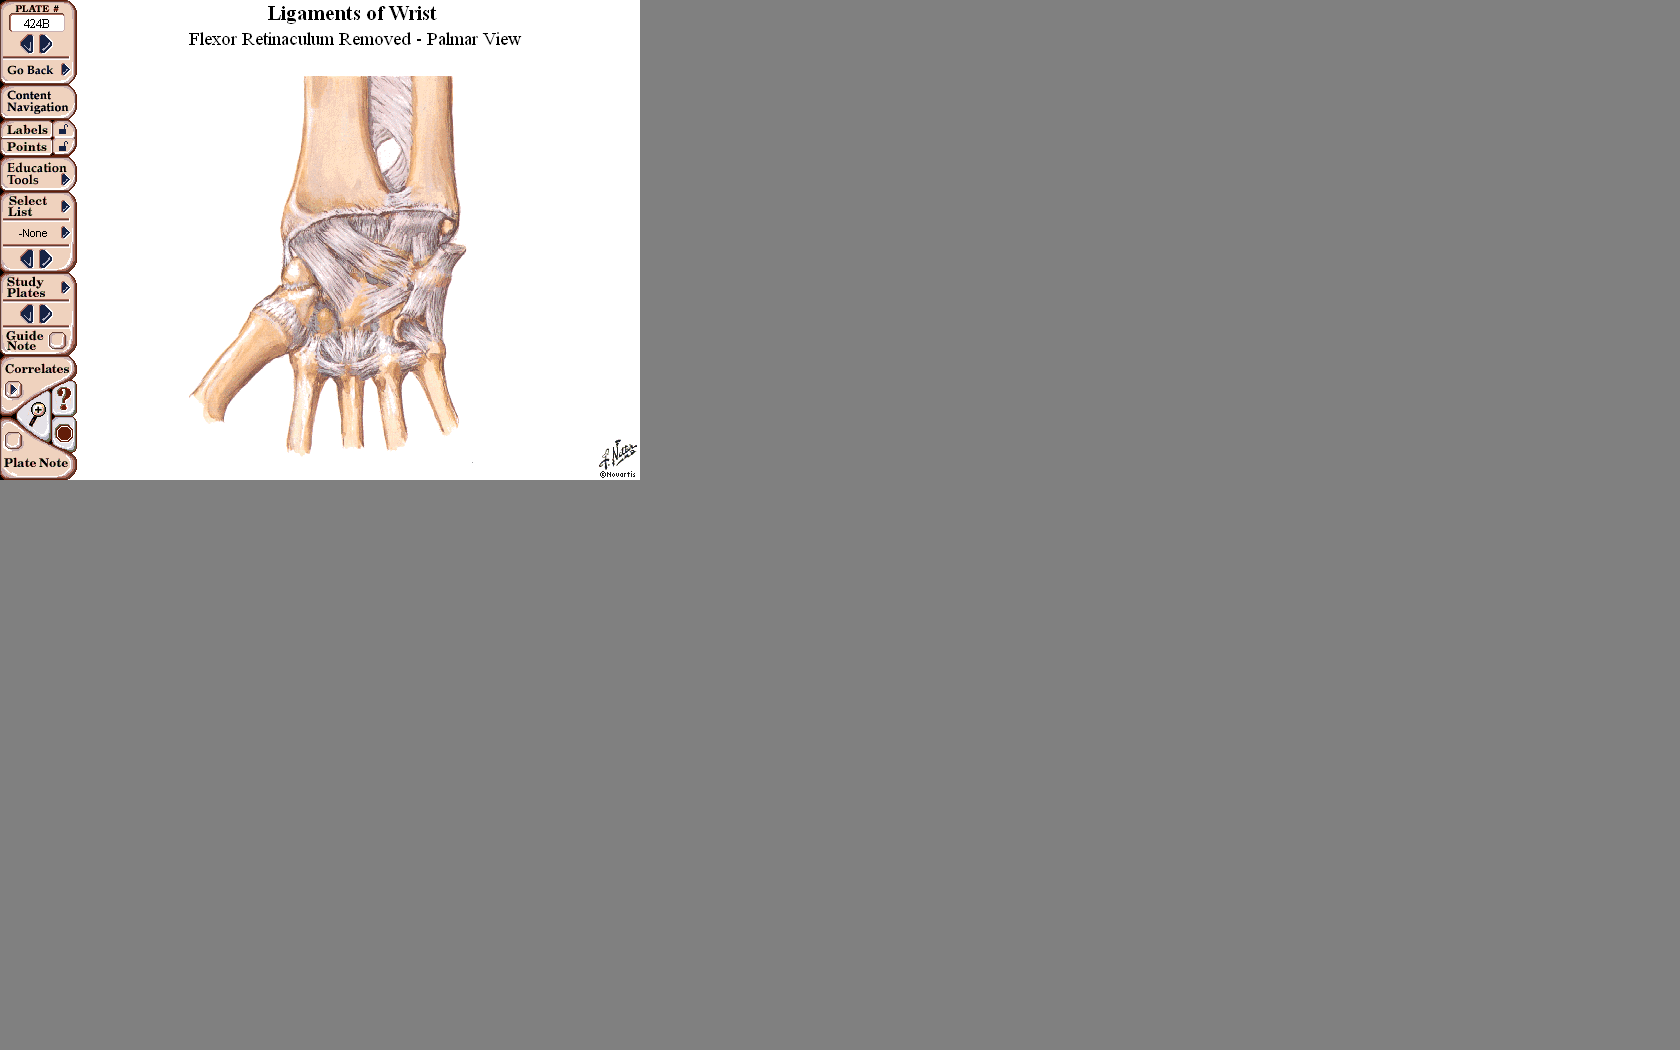 PLATE #
424B
Go Back
Content
Navigation
Labels
Points
Education
Tools
Select
List
-None
Study
Plates
Guide
Note
Correlates
?
Plate Note
Ligaments of Wrist
Flexor Retinaculum Removed - Palmar View
f. Netter
©Novartis